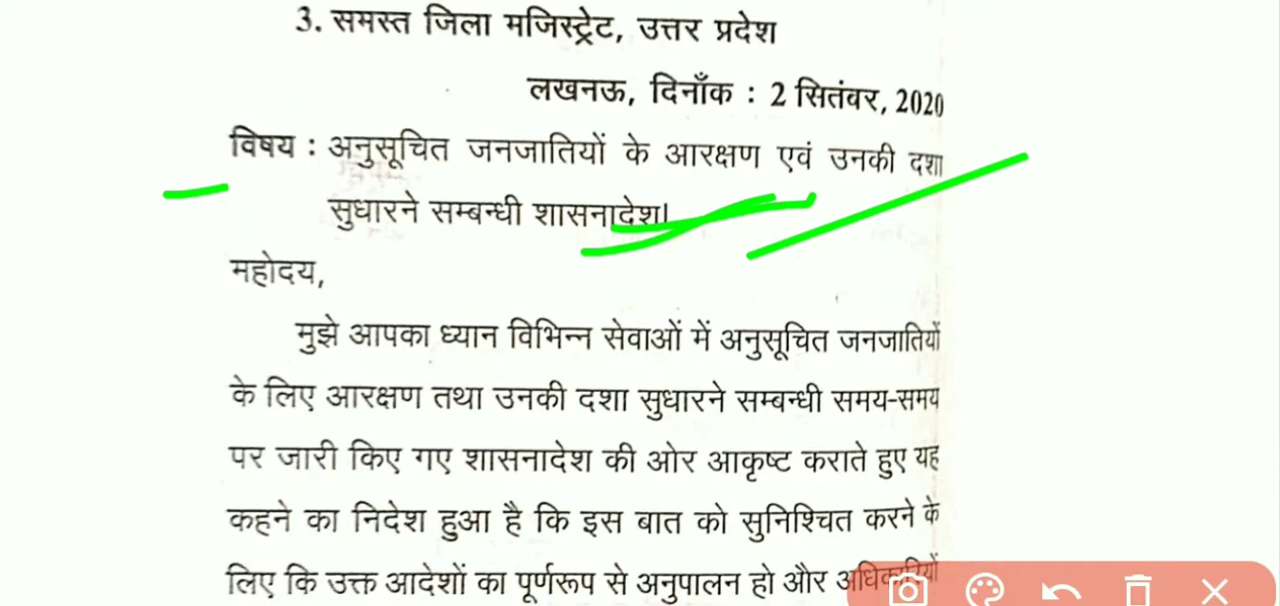 3. समस्त जिला मजिस्ट्रेट, उत्तर प्रदेश
लखनऊ, दिनाँक : 2 सितंबर, 2020
विषय : अनुसूचित जनजातियों के आरक्षण एवं उनकी दशा
सुधारने सम्बन्धी शासनादेश।
महोदय,
मुझे आपका ध्यान विभिन्न सेवाओं में अनुसूचित जनजातियों
के लिए आरक्षण तथा उनकी दशा सुधारने सम्बन्धी समय-समय
पर जारी किए गए शासनादेश की ओर आकृष्ट कराते हुए यह
कहने का निदेश हुआ है कि इस बात को सुनिश्चित करने के
लिए कि उक्त आदेशों का पूर्णरूप से अनुपालन हो और अधिकारियों